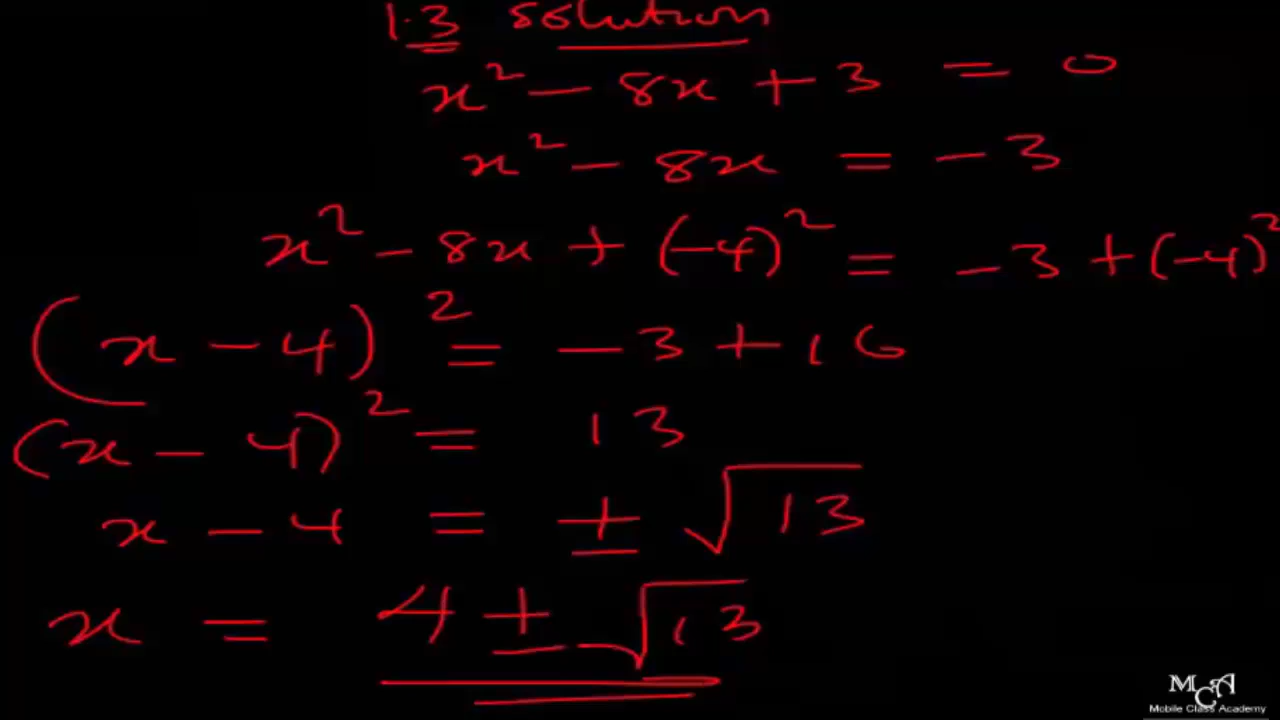 1.3 solution
x² - 8x + 3 = 0
x² - 8x = -3
x² - 8x + (-4)² = -3 + (-4)²
(x - 4)² = -3 + 16
(x - 4)² = 13
x - 4 = ± √13
x = 4 ± √13
MCA
Mobile Class Academy